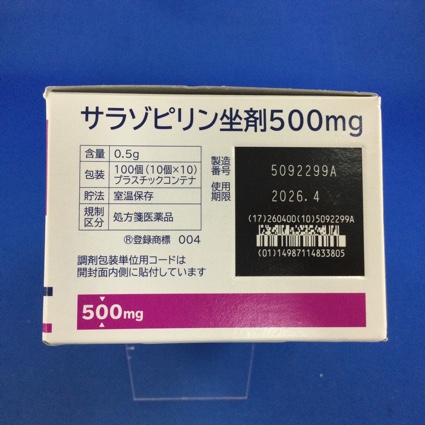 サラゾピリン坐剤500mg
含量 0.5g
包装 100個(10個×10)
プラスチックコンテナ
貯法 室温保存
規制
区分 処方箋医薬品
製造
番号 5092299A
使用
期限 2026.4
(17)260400(10)5092299A
(01)14987114833805
®登録商標 004
調剤包装単位用コードは
開封面内側に貼付しています
500mg